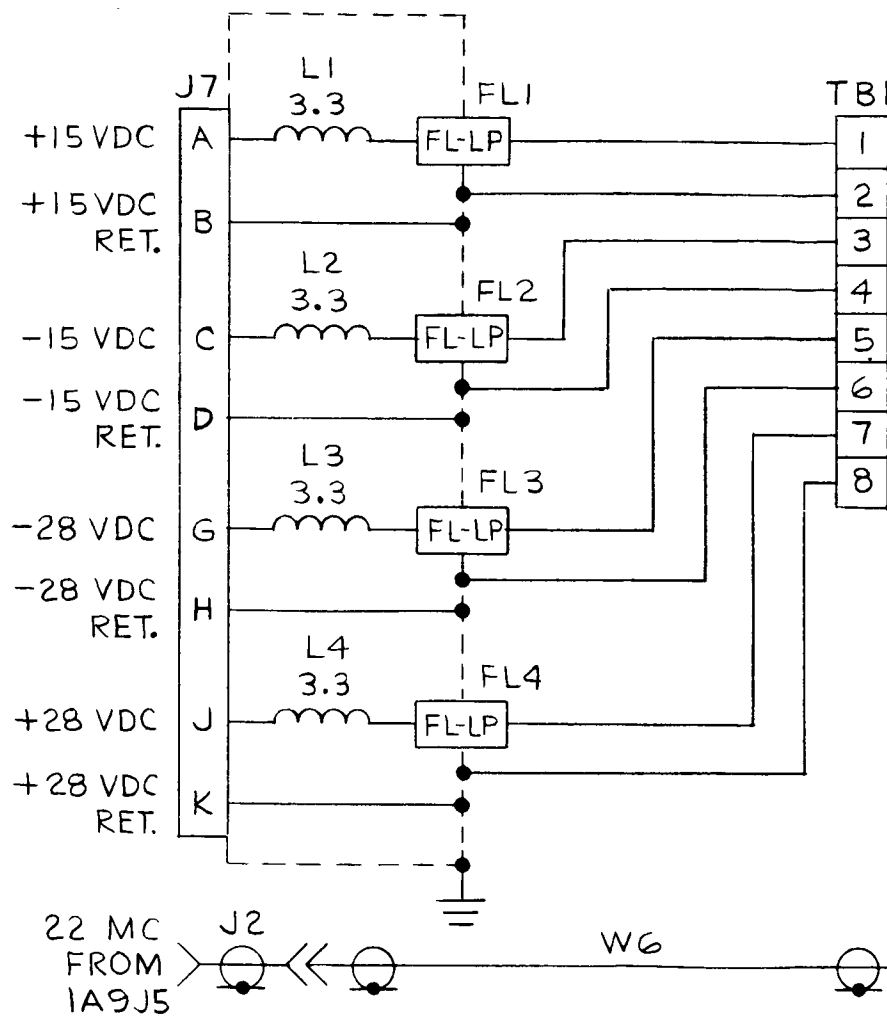 J7
L1
3.3
FL1
TB1
+15 VDC
A
FL-LP
1
+15 VDC
RET.
B
2
3
L2
3.3
FL2
4
-15 VDC
C
FL-LP
5
-15 VDC
RET.
D
6
7
L3
3.3
FL3
8
-28 VDC
G
FL-LP
-28 VDC
RET.
H
L4
3.3
FL4
+28 VDC
J
FL-LP
+28 VDC
RET.
K
22 MC
FROM
1A9J5
J2
W6